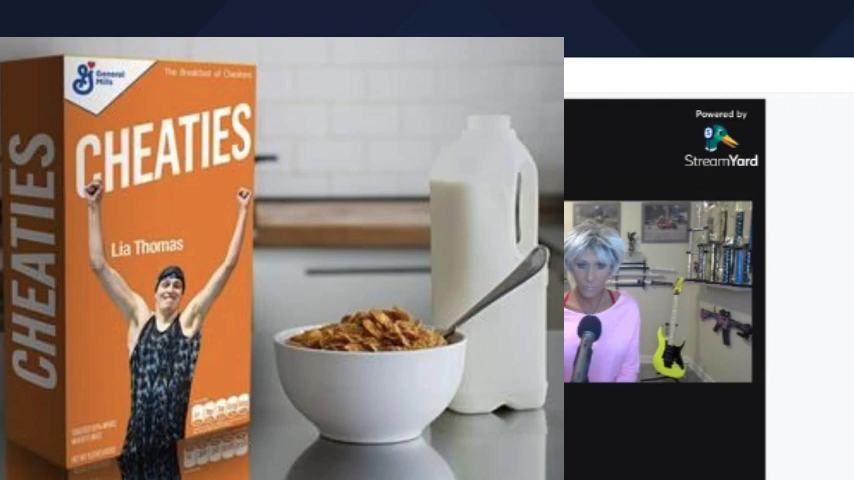 General
Mills
The Breakfast of Cheaters
CHEATIES
CHEATIES
Lia Thomas
Powered by
StreamYard